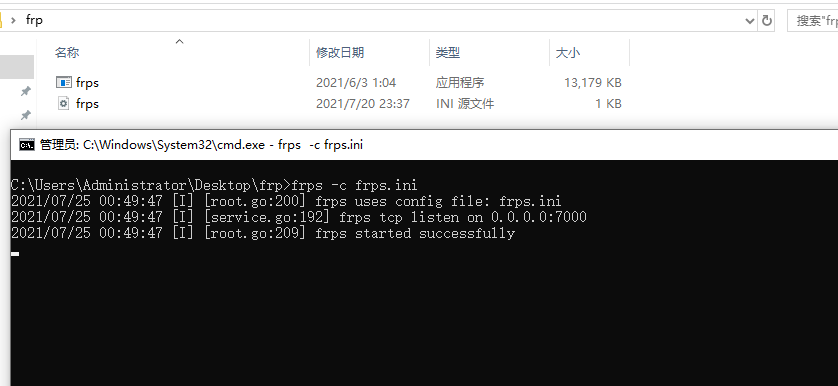 frp
搜索"frp
名称 修改日期 类型 大小
frps 2021/6/3 1:04 应用程序 13,179 KB
frps 2021/7/20 23:37 INI 源文件 1 KB
管理员: C:\Windows\System32\cmd.exe - frps  -c frps.ini
C:\Users\Administrator\Desktop\frp>frps -c frps.ini
2021/07/25 00:49:47 [I] [root.go:200] frps uses config file: frps.ini
2021/07/25 00:49:47 [I] [service.go:192] frps tcp listen on 0.0.0.0:7000
2021/07/25 00:49:47 [I] [root.go:209] frps started successfully